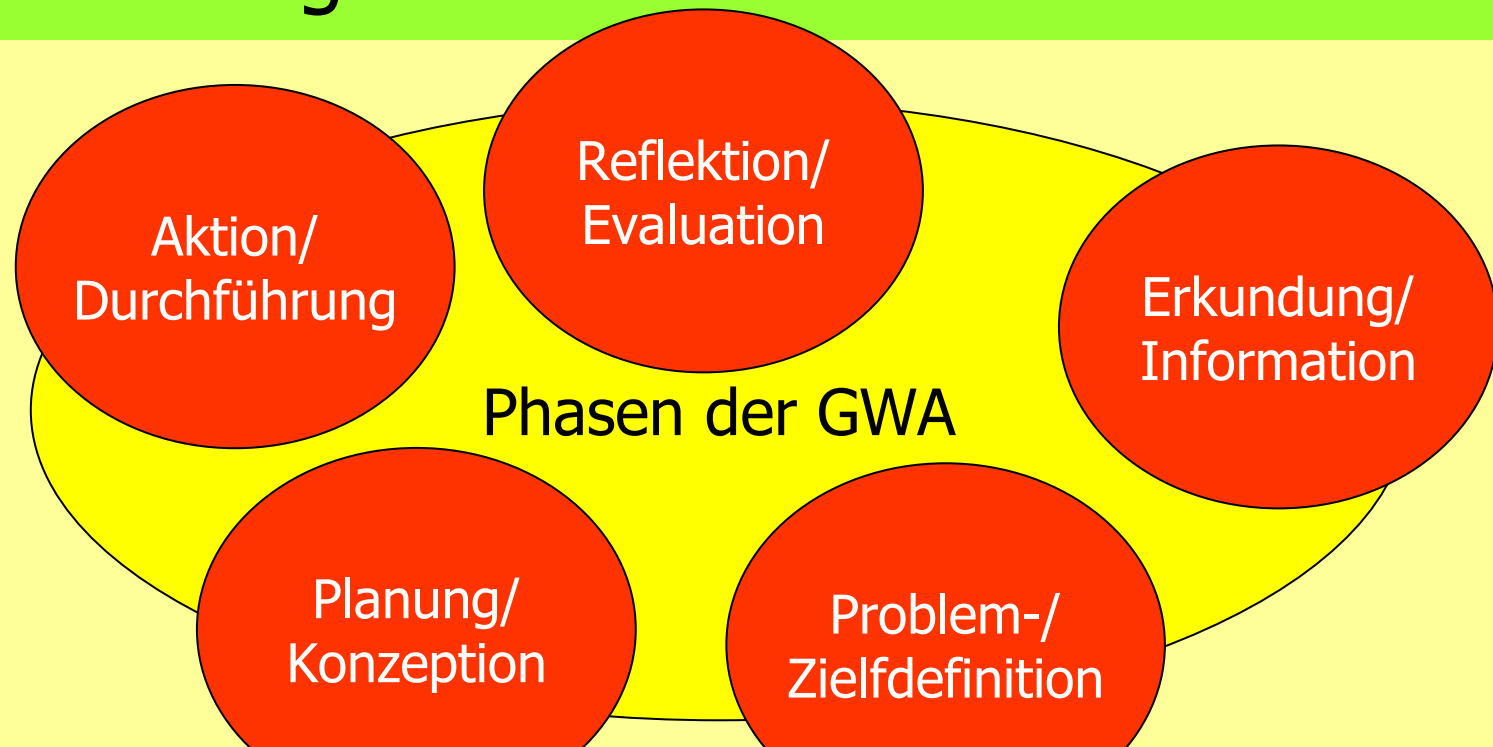 Reflektion/
Evaluation
Aktion/
Durchführung
Erkundung/
Information
Phasen der GWA
Planung/
Konzeption
Problem-/
Zielfdefinition